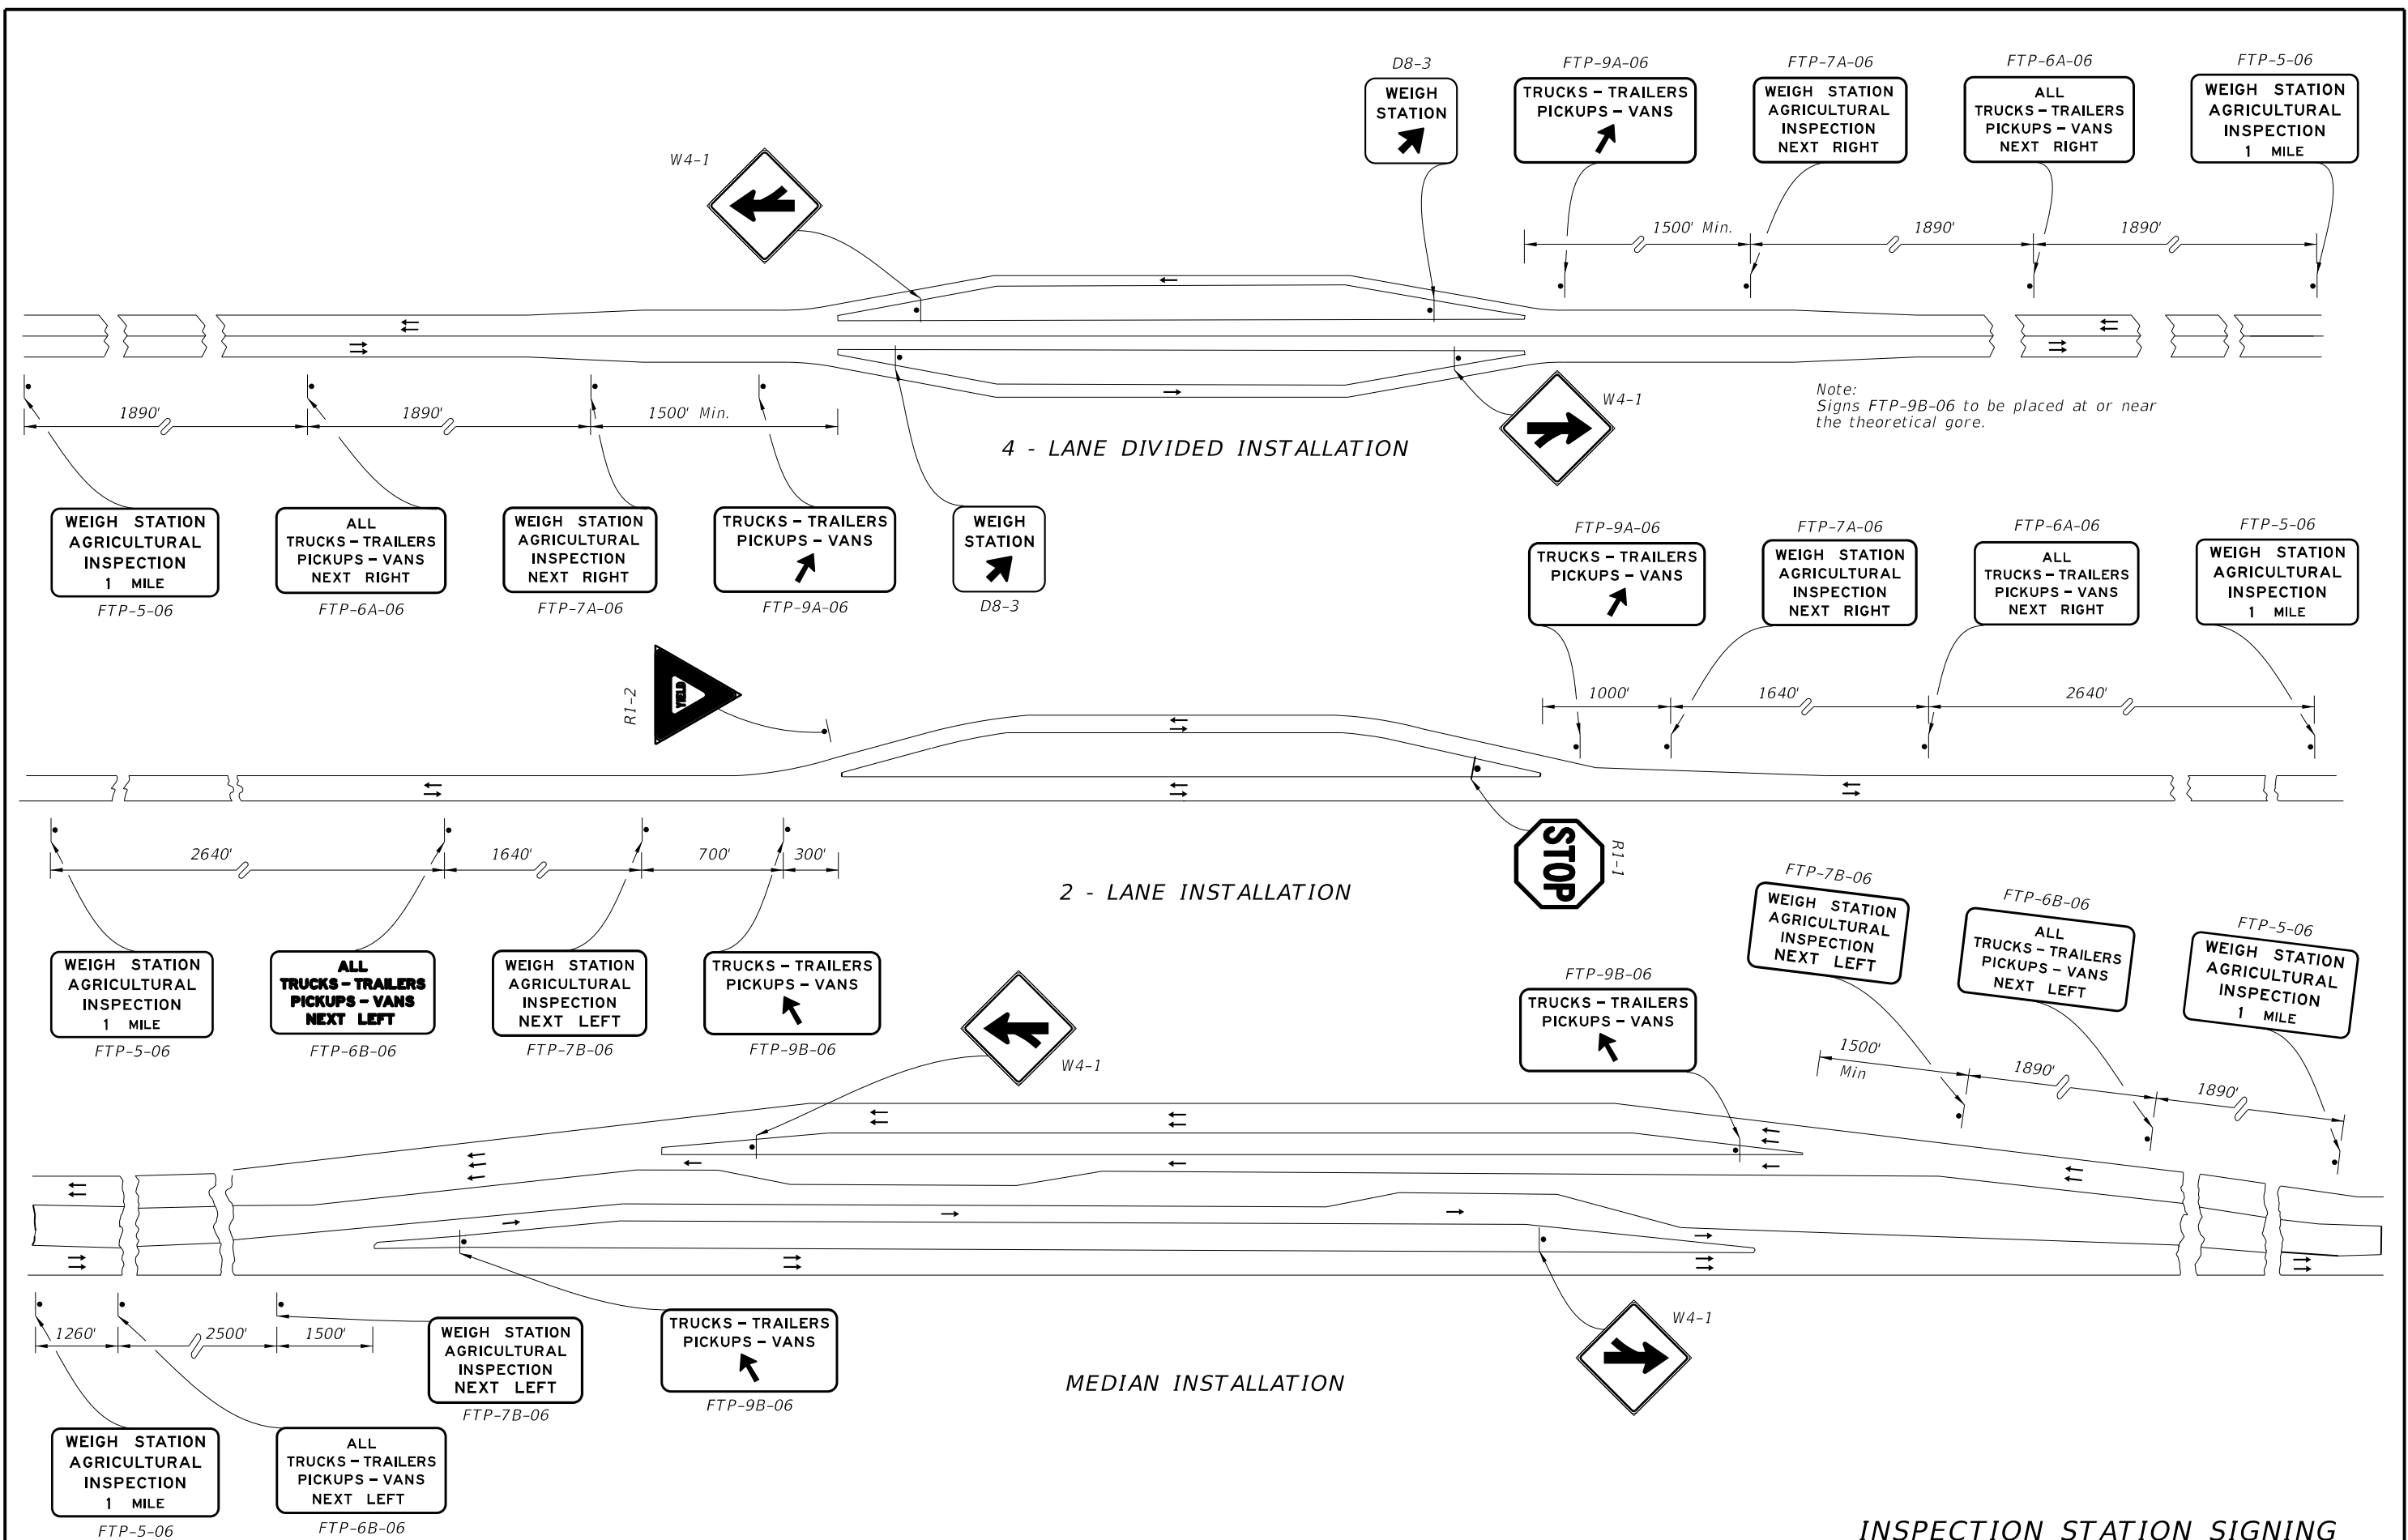 D8-3
WEIGH
STATION
FTP-9A-06
TRUCKS - TRAILERS
PICKUPS - VANS
FTP-7A-06
WEIGH STATION
AGRICULTURAL
INSPECTION
NEXT RIGHT
FTP-6A-06
ALL
TRUCKS - TRAILERS
PICKUPS - VANS
NEXT RIGHT
FTP-5-06
WEIGH STATION
AGRICULTURAL
INSPECTION
1 MILE
W4-1
1500' Min.
1890'
1890'
1890'
1890'
1500' Min.
4 - LANE DIVIDED INSTALLATION
W4-1
Note:
Signs FTP-9B-06 to be placed at or near
the theoretical gore.
WEIGH STATION
AGRICULTURAL
INSPECTION
1 MILE
FTP-5-06
ALL
TRUCKS - TRAILERS
PICKUPS - VANS
NEXT RIGHT
FTP-6A-06
WEIGH STATION
AGRICULTURAL
INSPECTION
NEXT RIGHT
FTP-7A-06
TRUCKS - TRAILERS
PICKUPS - VANS
FTP-9A-06
WEIGH
STATION
D8-3
FTP-9A-06
TRUCKS - TRAILERS
PICKUPS - VANS
FTP-7A-06
WEIGH STATION
AGRICULTURAL
INSPECTION
NEXT RIGHT
FTP-6A-06
ALL
TRUCKS - TRAILERS
PICKUPS - VANS
NEXT RIGHT
FTP-5-06
WEIGH STATION
AGRICULTURAL
INSPECTION
1 MILE
R1-2
YIELD
1000'
1640'
2640'
2640'
1640'
700'
300'
2 - LANE INSTALLATION
STOP
R1-1
WEIGH STATION
AGRICULTURAL
INSPECTION
1 MILE
FTP-5-06
ALL
TRUCKS - TRAILERS
PICKUPS - VANS
NEXT LEFT
FTP-6B-06
WEIGH STATION
AGRICULTURAL
INSPECTION
NEXT LEFT
FTP-7B-06
TRUCKS - TRAILERS
PICKUPS - VANS
FTP-9B-06
W4-1
FTP-9B-06
TRUCKS - TRAILERS
PICKUPS - VANS
FTP-7B-06
WEIGH STATION
AGRICULTURAL
INSPECTION
NEXT LEFT
FTP-6B-06
ALL
TRUCKS - TRAILERS
PICKUPS - VANS
NEXT LEFT
FTP-5-06
WEIGH STATION
AGRICULTURAL
INSPECTION
1 MILE
1500'
Min
1890'
1890'
1260'
2500'
1500'
WEIGH STATION
AGRICULTURAL
INSPECTION
NEXT LEFT
FTP-7B-06
TRUCKS - TRAILERS
PICKUPS - VANS
FTP-9B-06
MEDIAN INSTALLATION
W4-1
WEIGH STATION
AGRICULTURAL
INSPECTION
1 MILE
FTP-5-06
ALL
TRUCKS - TRAILERS
PICKUPS - VANS
NEXT LEFT
FTP-6B-06
INSPECTION STATION SIGNING